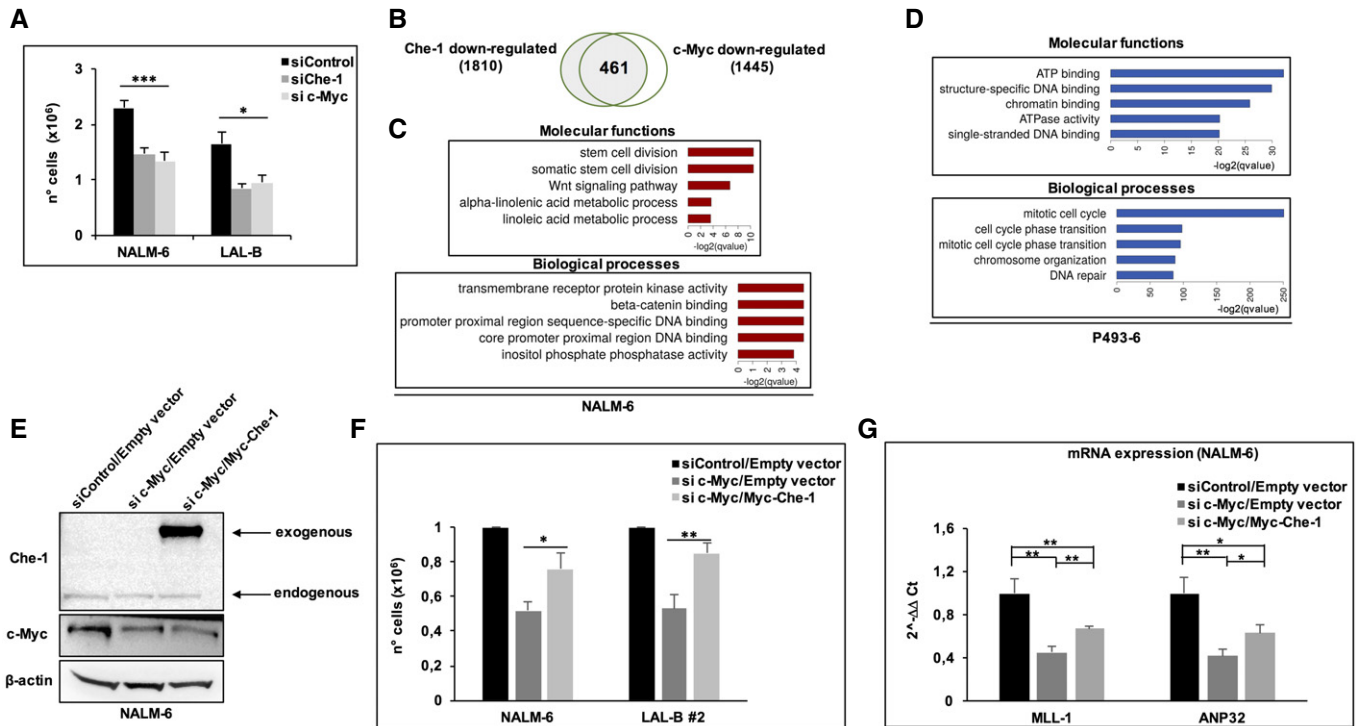 A
siControl
siChe-1
si c-Myc
n° cells (x10⁶)
3
2
1
0
***
*
NALM-6
LAL-B
B
Che-1 down-regulated
(1810)
461
c-Myc down-regulated
(1445)
C
Molecular functions
stem cell division
somatic stem cell division
Wnt signaling pathway
alpha-linolenic acid metabolic process
linoleic acid metabolic process
0 2 4 6 8 10
-log2(qvalue)
Biological processes
transmembrane receptor protein kinase activity
beta-catenin binding
promoter proximal region sequence-specific DNA binding
core promoter proximal region DNA binding
inositol phosphate phosphatase activity
0 1 2 3 4
-log2(qvalue)
NALM-6
D
Molecular functions
ATP binding
structure-specific DNA binding
chromatin binding
ATPase activity
single-stranded DNA binding
0 5 10 15 20 25 30
-log2(qvalue)
Biological processes
mitotic cell cycle
cell cycle phase transition
mitotic cell cycle phase transition
chromosome organization
DNA repair
0 50 100 150 200 250
-log2(qvalue)
P493-6
E
siControl/Empty vector
si c-Myc/Empty vector
si c-Myc/Myc-Che-1
Che-1
exogenous
endogenous
c-Myc
β-actin
NALM-6
F
siControl/Empty vector
si c-Myc/Empty vector
si c-Myc/Myc-Che-1
n° cells (x10⁶)
1
0,8
0,6
0,4
0,2
0
*
**
NALM-6
LAL-B #2
G
mRNA expression (NALM-6)
siControl/Empty vector
si c-Myc/Empty vector
si c-Myc/Myc-Che-1
2^-ΔΔ Ct
1,6
1,2
0,8
0,4
0
**
** **
*
** *
MLL-1
ANP32